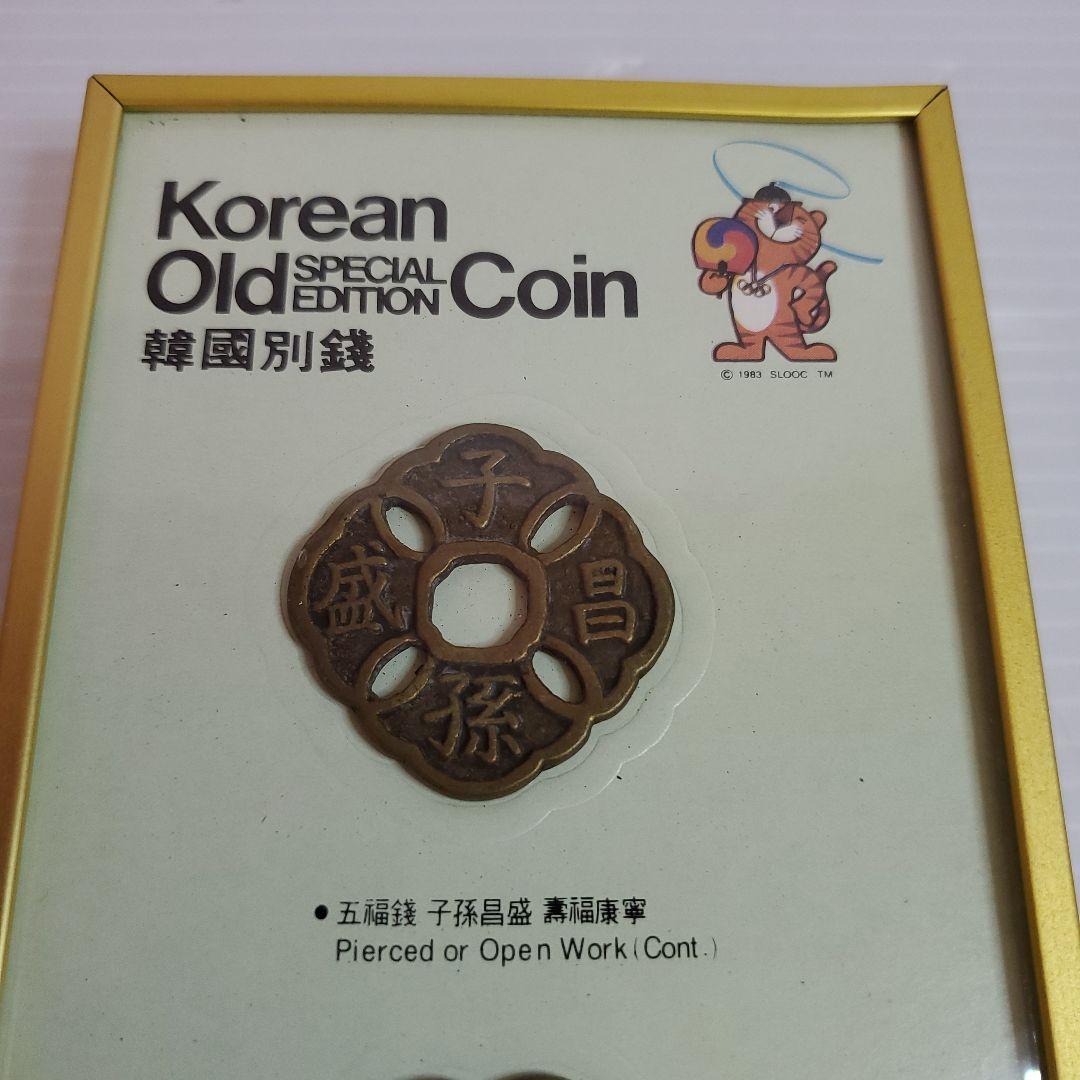 Korean
Old SPECIAL EDITION Coin
韓國別錢
© 1983 SLOOC TM
子
盛 昌
孫
• 五福錢 子孫昌盛 壽福康寧
Pierced or Open Work (Cont.)